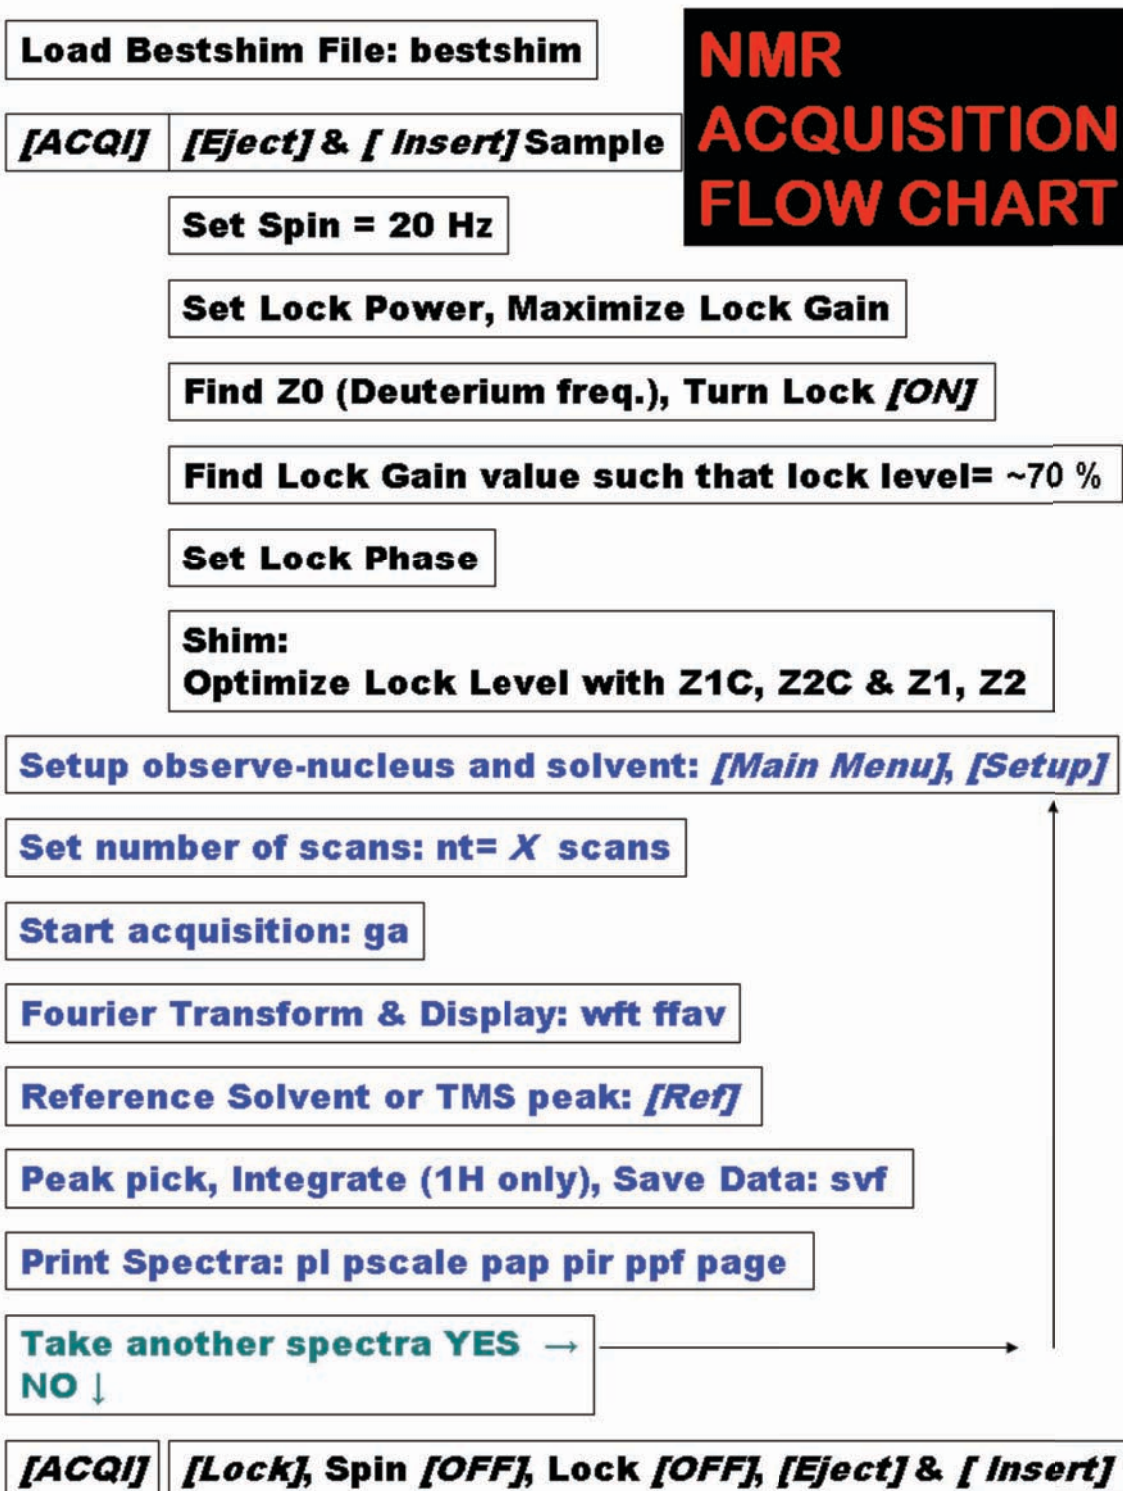 Load Bestshim File: bestshim
NMR
ACQUISITION
FLOW CHART
[ACQI] [Eject] & [ Insert] Sample
Set Spin = 20 Hz
Set Lock Power, Maximize Lock Gain
Find Z0 (Deuterium freq.), Turn Lock [ON]
Find Lock Gain value such that lock level= ~70 %
Set Lock Phase
Shim:
Optimize Lock Level with Z1C, Z2C & Z1, Z2
Setup observe-nucleus and solvent: [Main Menu], [Setup]
Set number of scans: nt= X scans
Start acquisition: ga
Fourier Transform & Display: wft ffav
Reference Solvent or TMS peak: [Ref]
Peak pick, Integrate (1H only), Save Data: svf
Print Spectra: pl pscale pap pir ppf page
Take another spectra YES →
NO ↓
[ACQI] [Lock], Spin [OFF], Lock [OFF], [Eject] & [ Insert]